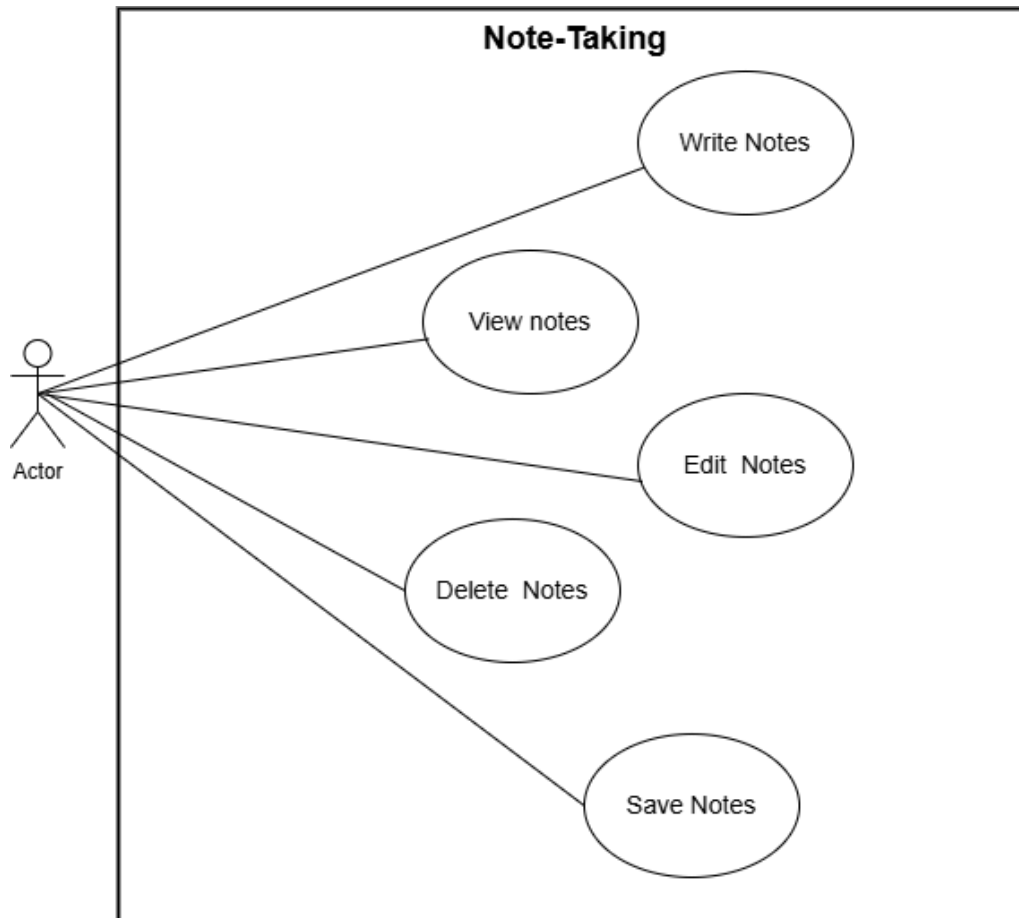 Note-Taking
Write Notes
View notes
Actor
Edit  Notes
Delete  Notes
Save Notes